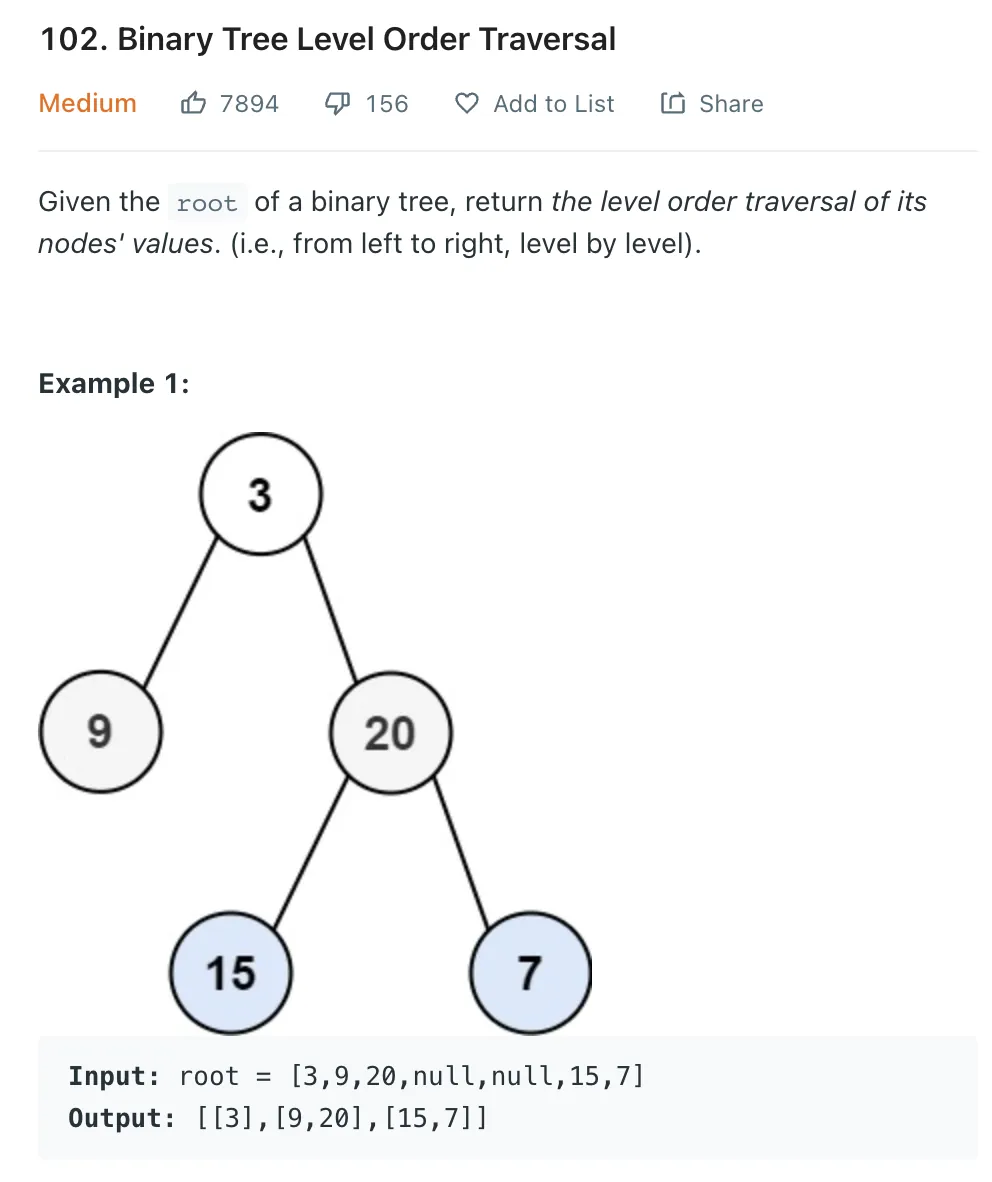 102. Binary Tree Level Order Traversal
Medium 7894 156 Add to List Share
Given the root of a binary tree, return the level order traversal of its
nodes' values. (i.e., from left to right, level by level).
Example 1:
3
9 20
15 7
Input: root = [3,9,20,null,null,15,7]
Output: [[3],[9,20],[15,7]]